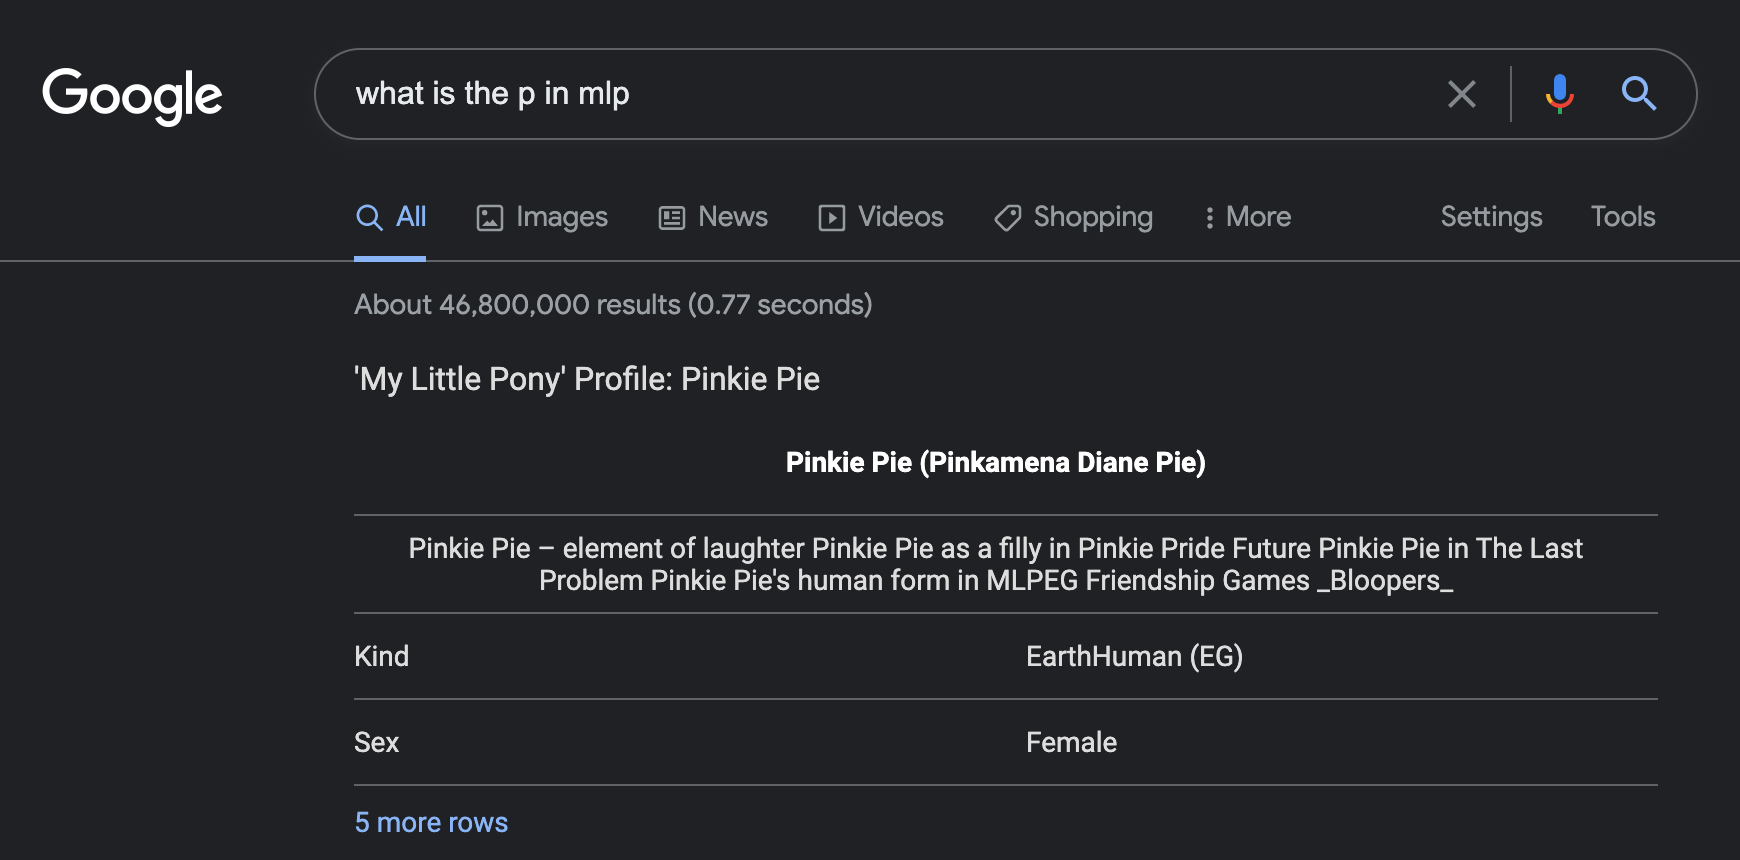 Google
what is the p in mlp
All Images News Videos Shopping More Settings Tools
About 46,800,000 results (0.77 seconds)
'My Little Pony' Profile: Pinkie Pie
Pinkie Pie (Pinkamena Diane Pie)
Pinkie Pie – element of laughter Pinkie Pie as a filly in Pinkie Pride Future Pinkie Pie in The Last
Problem Pinkie Pie's human form in MLPEG Friendship Games _Bloopers_
Kind EarthHuman (EG)
Sex Female
5 more rows